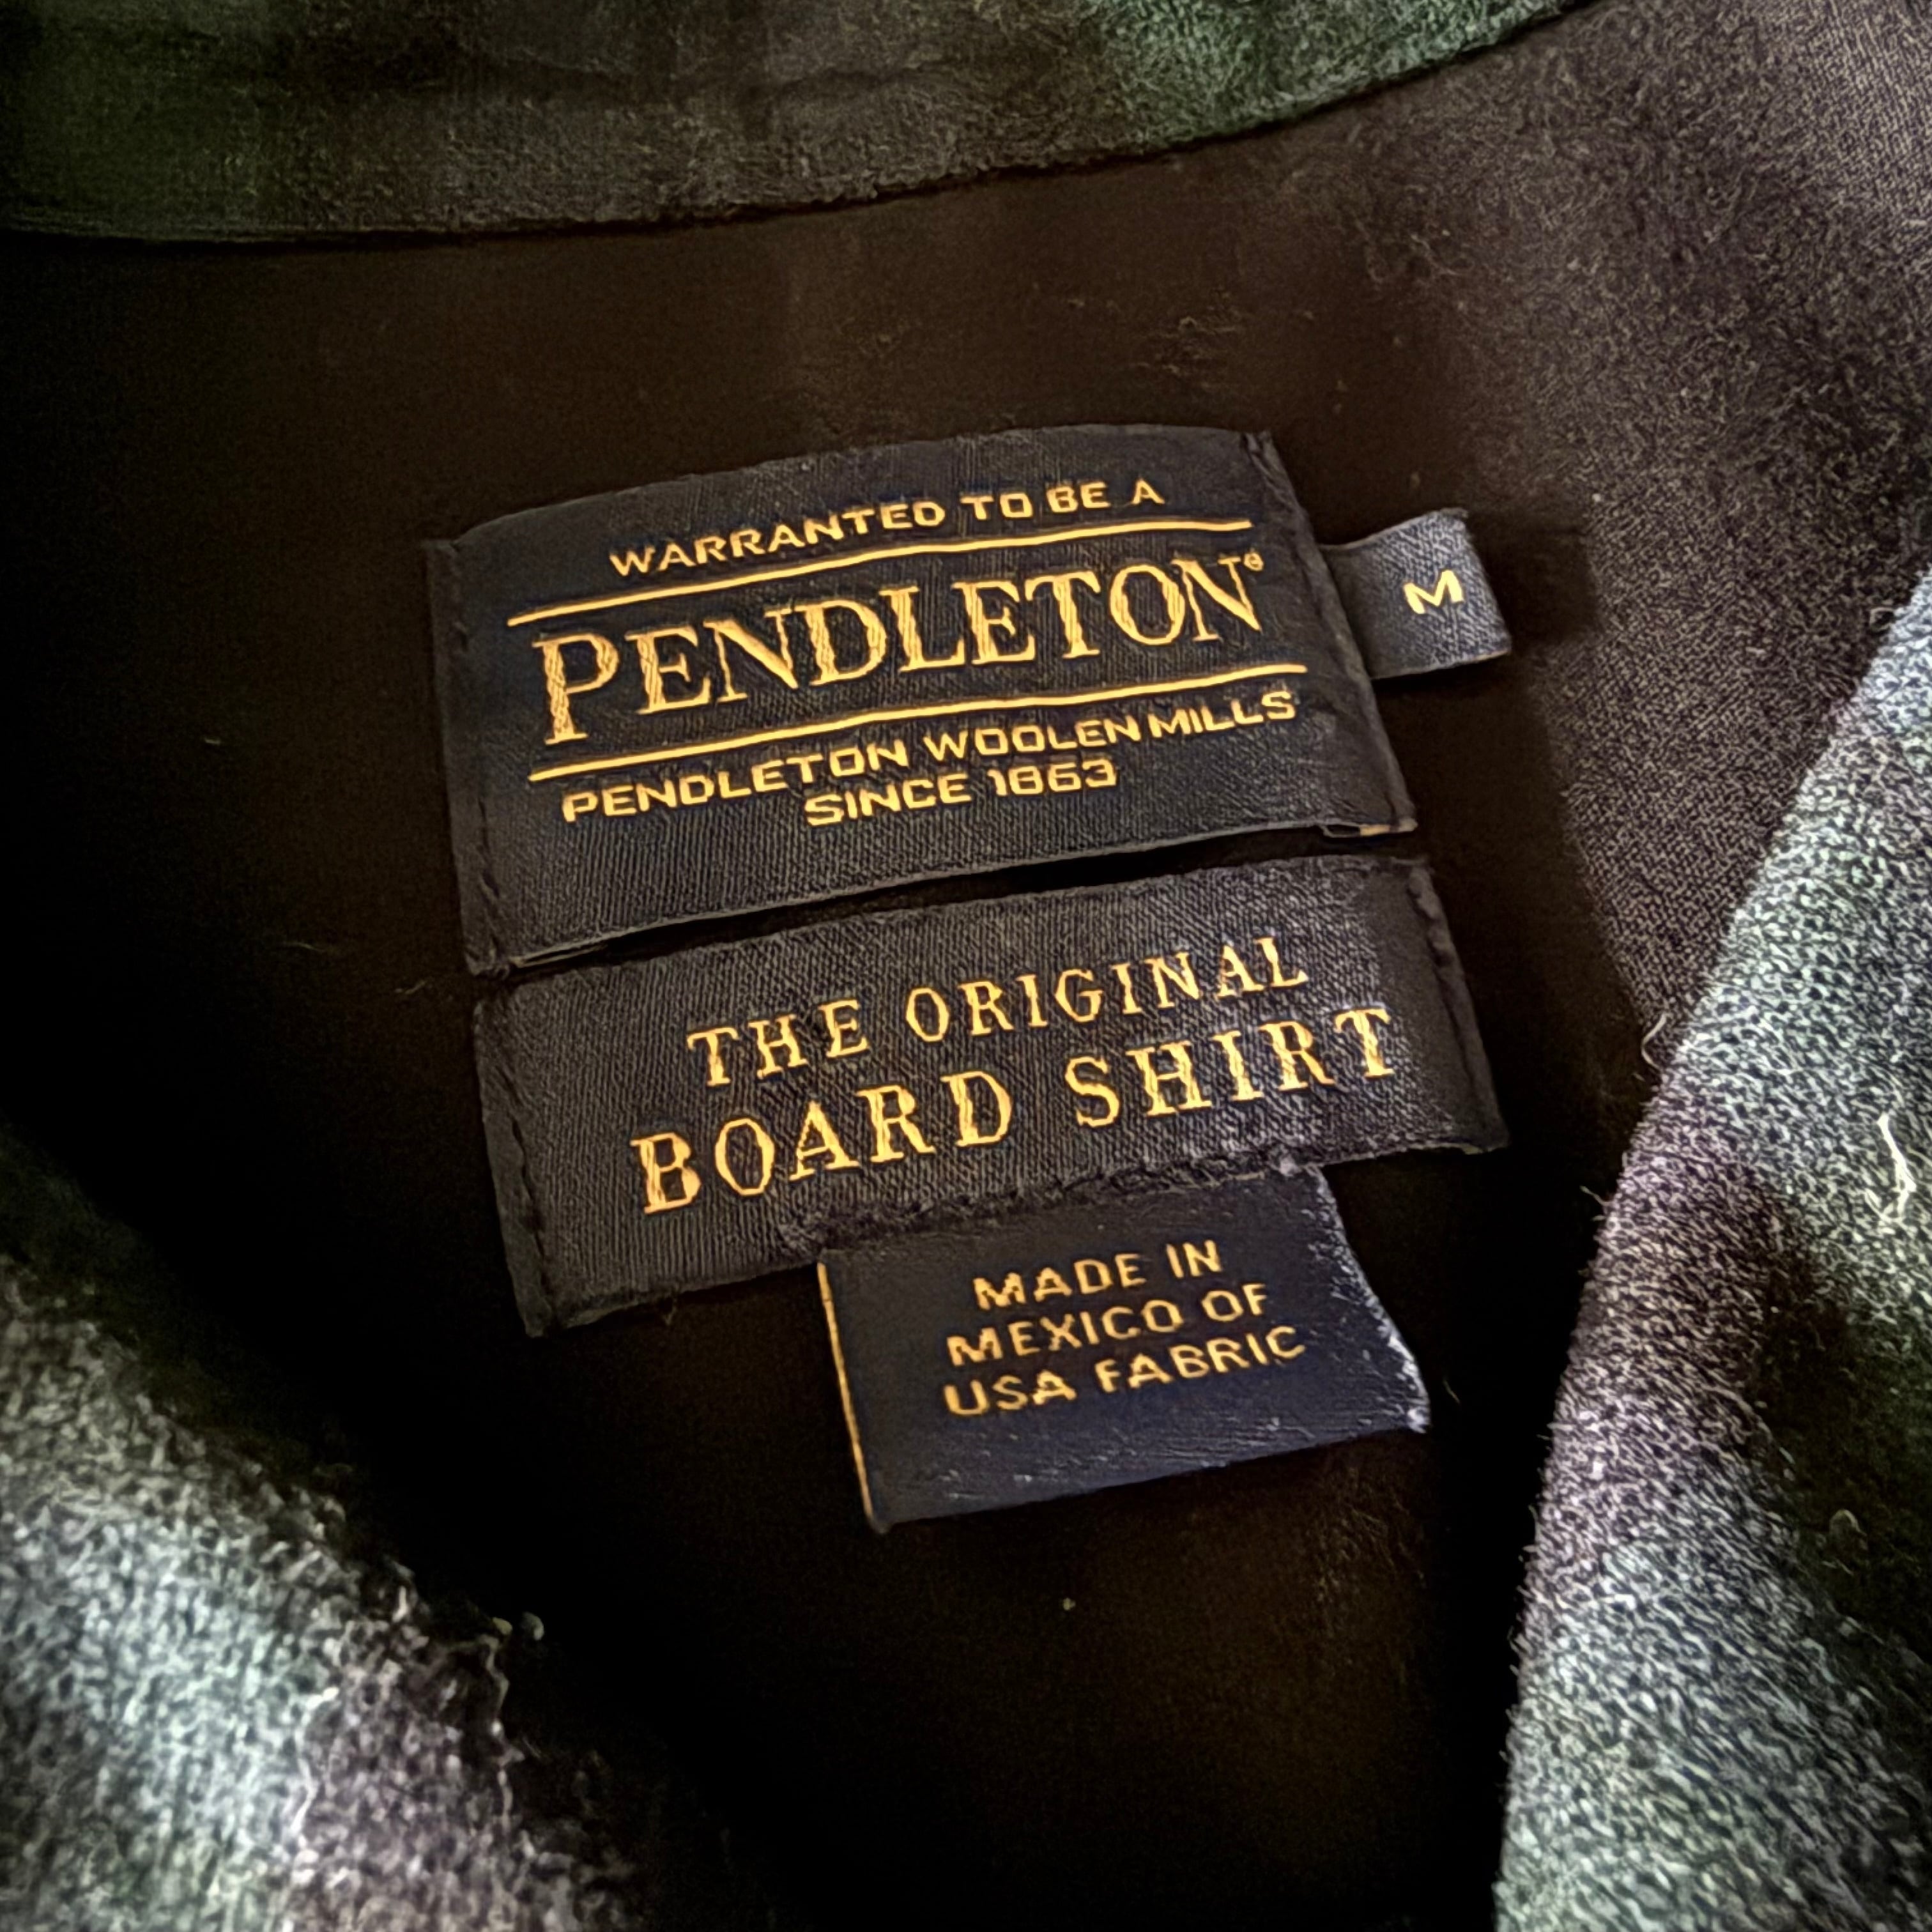 WARRANTED TO BE A
PENDLETON®
M
PENDLETON WOOLEN MILLS
SINCE 1863
THE ORIGINAL
BOARD SHIRT
MADE IN
MEXICO OF
USA FABRIC